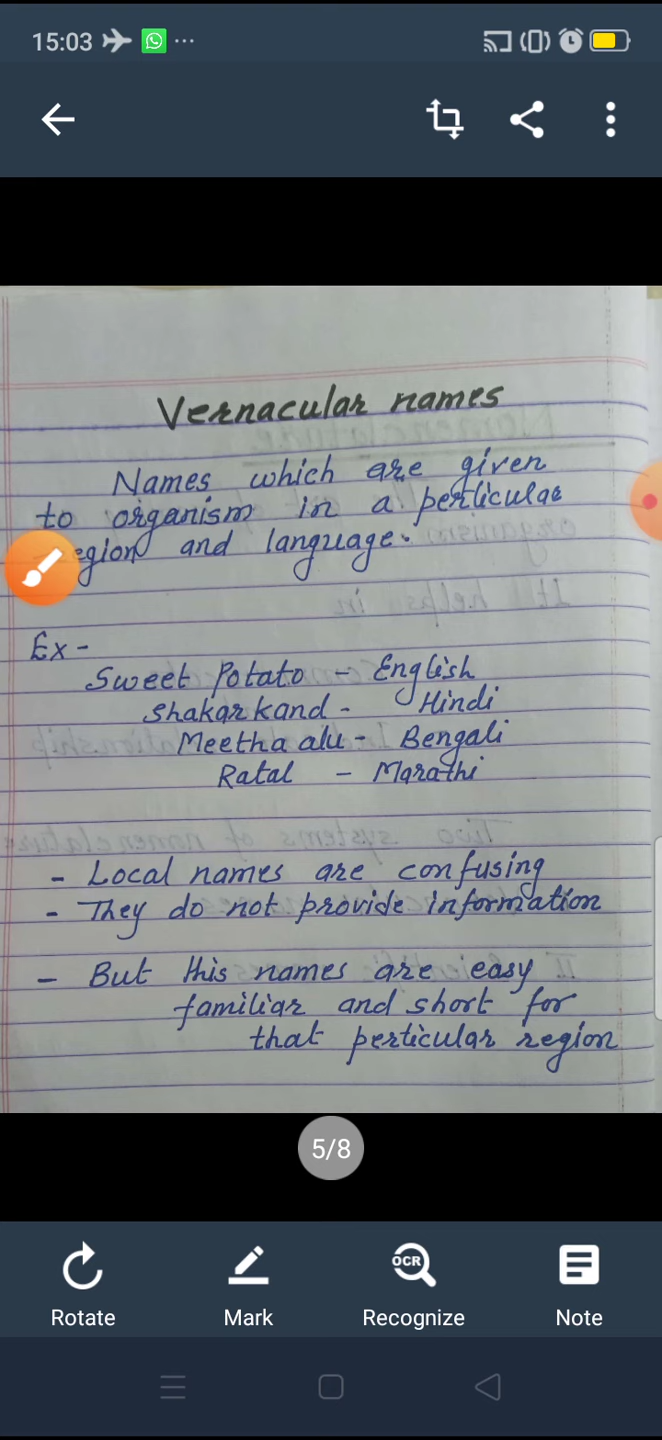 15:03
Vernacular names
Names which are given
to organism in a perticular
egion and language.
Ex -
Sweet Potato - English
Shakarkand - Hindi
Meetha alu - Bengali
Ratal - Marathi
- Local names are confusing
- They do not provide information
- But this names are easy
familiar and short for
that perticular region
5/8
OCR
Rotate Mark Recognize Note